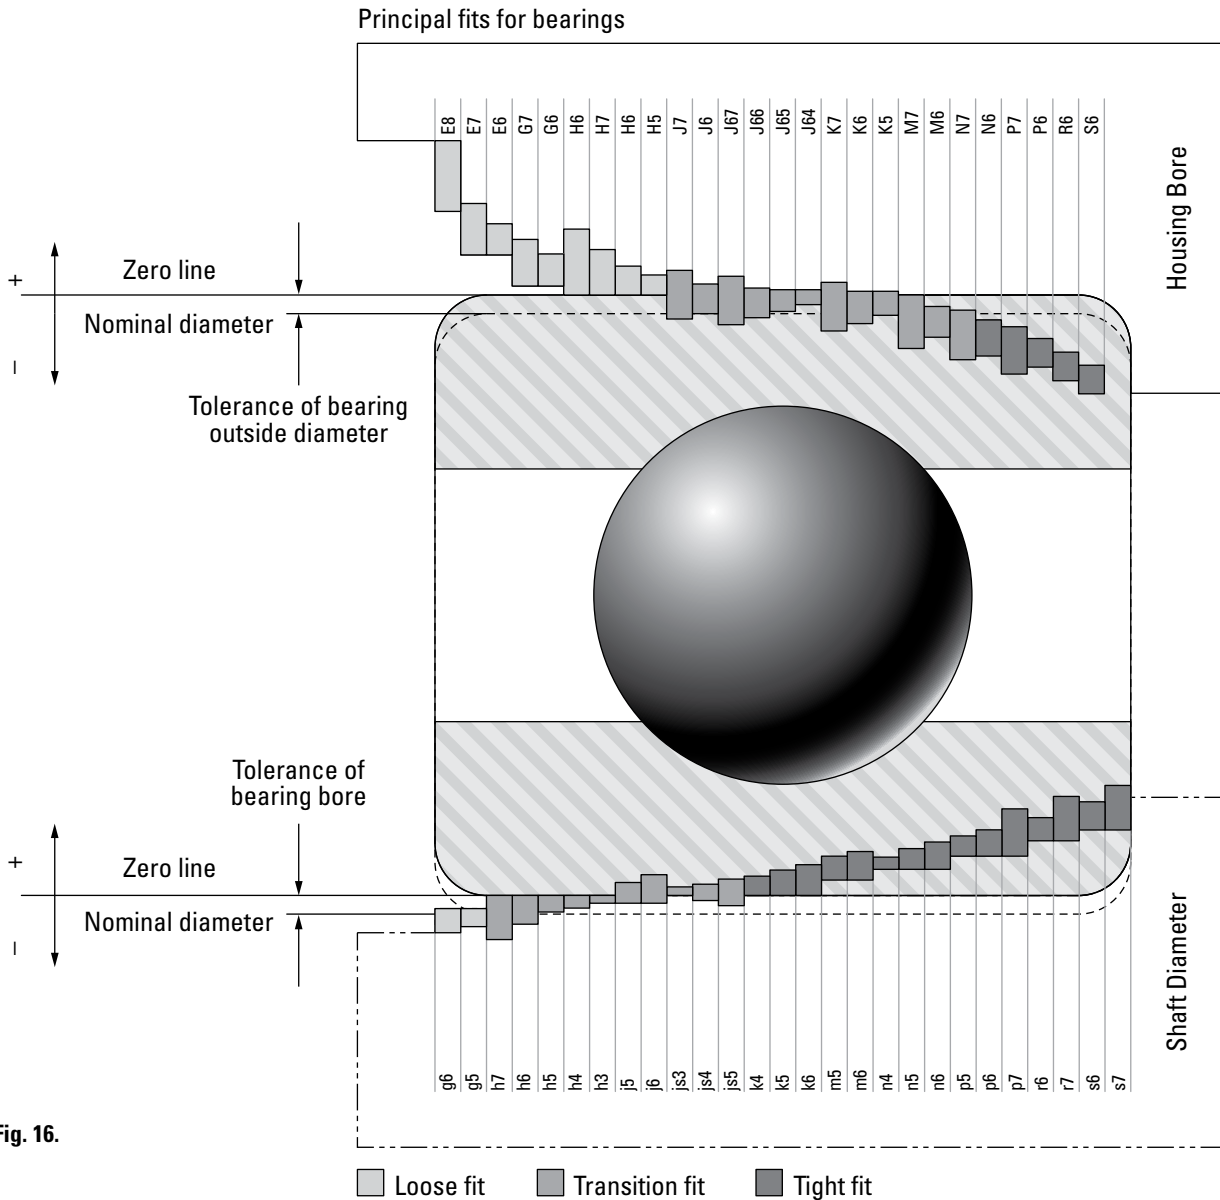 Principal fits for bearings
E8 E7 E6 G7 G6 H6 H7 H6 H5 J7 J6 J67 J66 J65 J64 K7 K6 K5 M7 M6 N7 N6 P7 P6 R6 S6
Housing Bore
+
Zero line
Nominal diameter
–
Tolerance of bearing
outside diameter
Tolerance of
bearing bore
+
Zero line
Nominal diameter
–
Shaft Diameter
g6 g5 h7 h6 h5 h4 h3 j5 j6 js3 js4 js5 k4 k5 k6 m5 m6 n4 n5 n6 p5 p6 p7 r6 r7 s6 s7
Fig. 16.
Loose fit Transition fit Tight fit